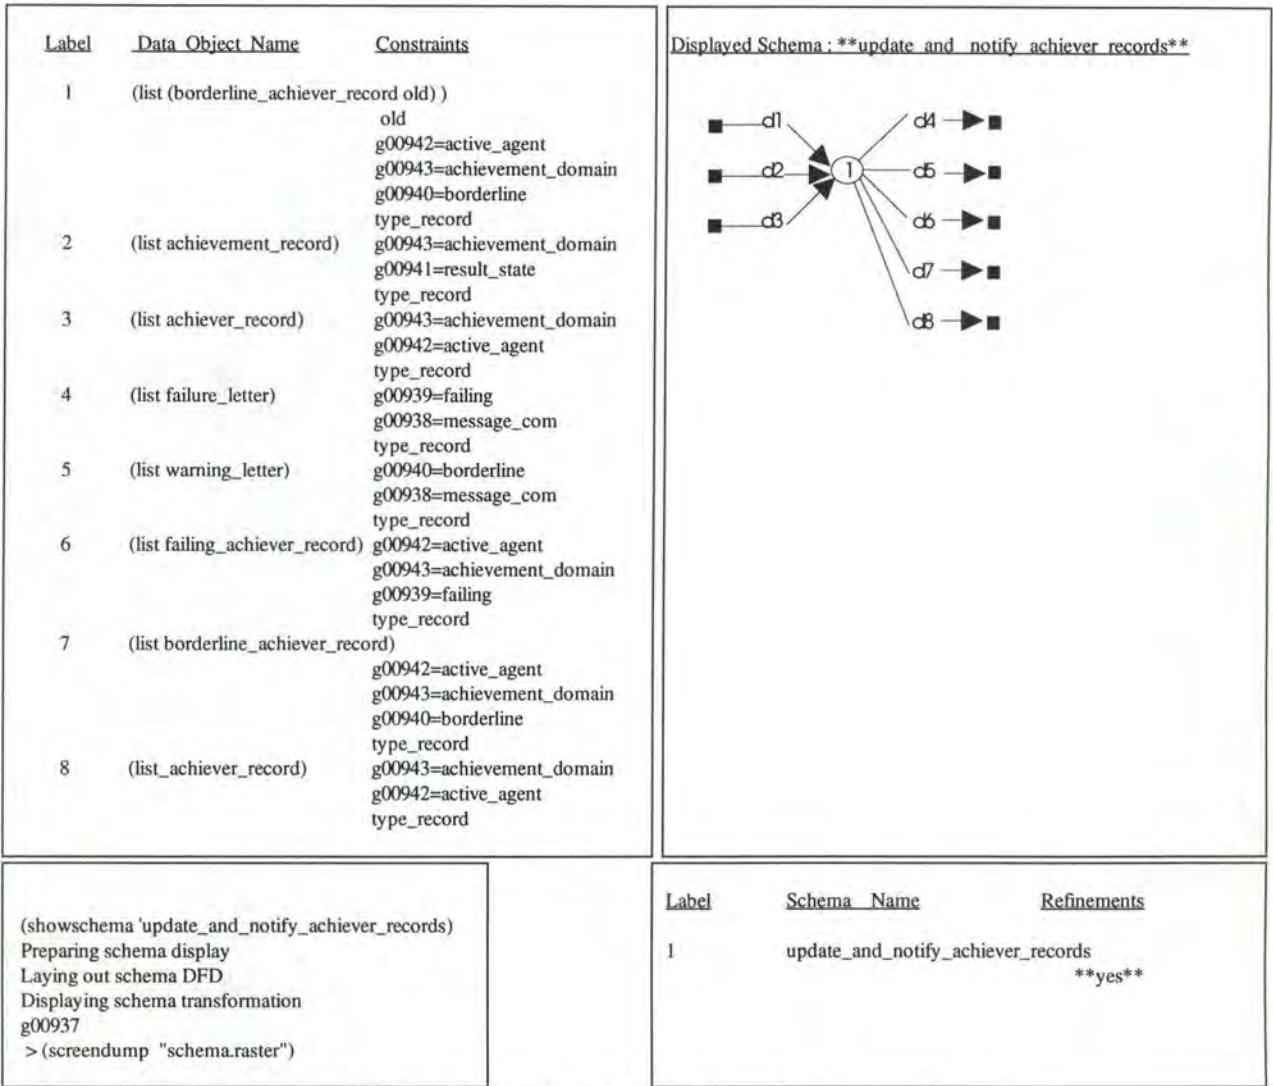 Label Data Object Name Constraints
1 (list (borderline_achiever_record old) )
old
g00942=active_agent
g00943=achievement_domain
g00940=borderline
type_record
2 (list achievement_record) g00943=achievement_domain
g00941=result_state
type_record
3 (list achiever_record) g00943=achievement_domain
g00942=active_agent
type_record
4 (list failure_letter) g00939=failing
g00938=message_com
type_record
5 (list warning_letter) g00940=borderline
g00938=message_com
type_record
6 (list failing_achiever_record) g00942=active_agent
g00943=achievement_domain
g00939=failing
type_record
7 (list borderline_achiever_record)
g00942=active_agent
g00943=achievement_domain
g00940=borderline
type_record
8 (list_achiever_record) g00943=achievement_domain
g00942=active_agent
type_record
Displayed Schema : **update and notify achiever records**
d1 d4
d2 1 d5
d3 d6
d7
d8
(showschema 'update_and_notify_achiever_records)
Preparing schema display
Laying out schema DFD
Displaying schema transformation
g00937
> (screendump "schema.raster")
Label Schema Name Refinements
1 update_and_notify_achiever_records
**yes**